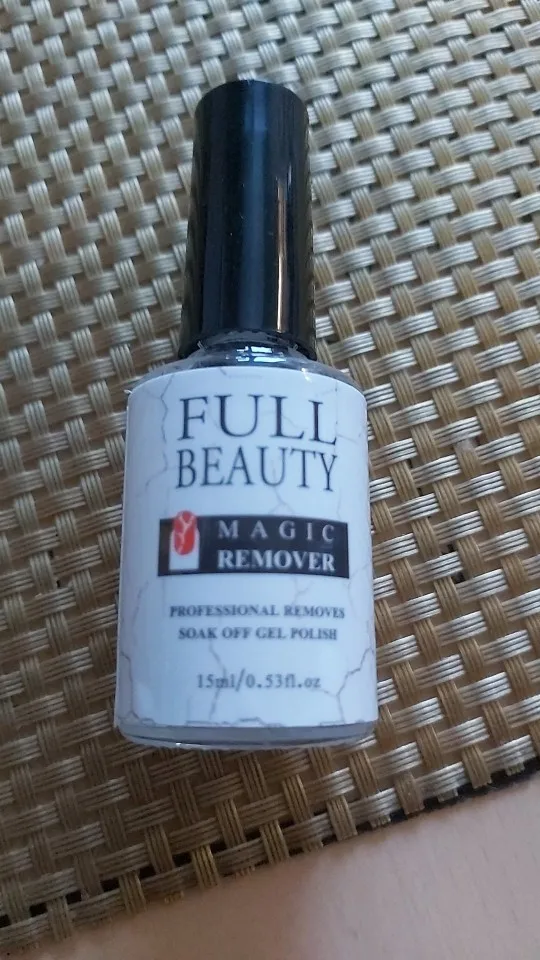 FULL
BEAUTY
MAGIC
REMOVER
PROFESSIONAL REMOVES
SOAK OFF GEL POLISH
15ml/0.53fl.oz